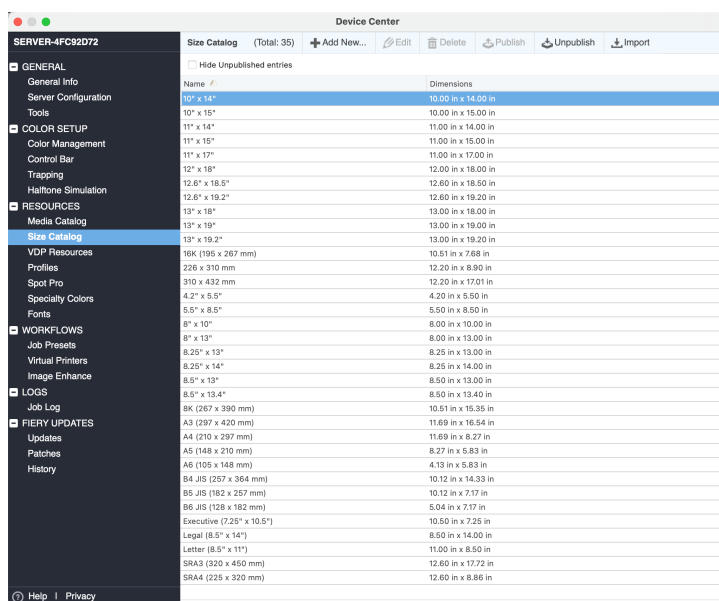 Device Center
SERVER-4FC92D72
Size Catalog (Total: 35) Add New... Edit Delete Publish Unpublish Import
Hide Unpublished entries
GENERAL
General Info
Server Configuration
Tools
COLOR SETUP
Color Management
Control Bar
Trapping
Halftone Simulation
RESOURCES
Media Catalog
Size Catalog
VDP Resources
Profiles
Spot Pro
Specialty Colors
Fonts
WORKFLOWS
Job Presets
Virtual Printers
Image Enhance
LOGS
Job Log
FIERY UPDATES
Updates
Patches
History
Help | Privacy
Name Dimensions
10" x 14" 10.00 in x 14.00 in
10" x 15" 10.00 in x 15.00 in
11" x 14" 11.00 in x 14.00 in
11" x 15" 11.00 in x 15.00 in
11" x 17" 11.00 in x 17.00 in
12" x 18" 12.00 in x 18.00 in
12.6" x 18.5" 12.60 in x 18.50 in
12.6" x 19.2" 12.60 in x 19.20 in
13" x 18" 13.00 in x 18.00 in
13" x 19" 13.00 in x 19.00 in
13" x 19.2" 13.00 in x 19.20 in
16K (195 x 267 mm) 10.51 in x 7.68 in
226 x 310 mm 12.20 in x 8.90 in
310 x 432 mm 12.20 in x 17.01 in
4.2" x 5.5" 4.20 in x 5.50 in
5.5" x 8.5" 5.50 in x 8.50 in
8" x 10" 8.00 in x 10.00 in
8" x 13" 8.00 in x 13.00 in
8.25" x 13" 8.25 in x 13.00 in
8.25" x 14" 8.25 in x 14.00 in
8.5" x 13" 8.50 in x 13.00 in
8.5" x 13.4" 8.50 in x 13.40 in
8K (267 x 390 mm) 10.51 in x 15.35 in
A3 (297 x 420 mm) 11.69 in x 16.54 in
A4 (210 x 297 mm) 11.69 in x 8.27 in
A5 (148 x 210 mm) 8.27 in x 5.83 in
A6 (105 x 148 mm) 4.13 in x 5.83 in
B4 JIS (257 x 364 mm) 10.12 in x 14.33 in
B5 JIS (182 x 257 mm) 10.12 in x 7.17 in
B6 JIS (128 x 182 mm) 5.04 in x 7.17 in
Executive (7.25" x 10.5") 10.50 in x 7.25 in
Legal (8.5" x 14") 8.50 in x 14.00 in
Letter (8.5" x 11") 11.00 in x 8.50 in
SRA3 (320 x 450 mm) 12.60 in x 17.72 in
SRA4 (225 x 320 mm) 12.60 in x 8.86 in